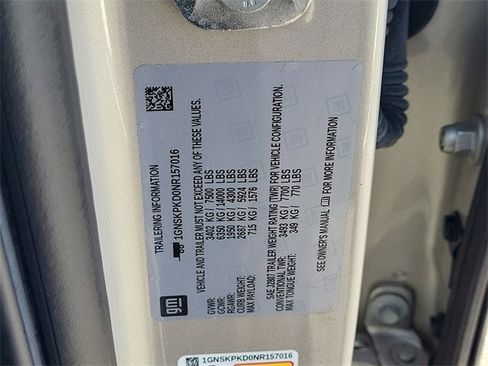 TRAILERING INFORMATION
1GNSKPKD0NR157016
VEHICLE AND TRAILER MUST NOT EXCEED ANY OF THESE VALUES.
GVWR: 3402 KG / 7500 LBS
GCWR: 6350 KG / 14000 LBS
RGAWR: 1950 KG / 4300 LBS
CURB WEIGHT: 2687 KG / 5924 LBS
MAX PAYLOAD: 715 KG / 1576 LBS
SAE J2807 TRAILER WEIGHT RATING (TWR) FOR VEHICLE CONFIGURATION.
CONVENTIONAL TWR: 3493 KG / 7700 LBS
MAX TONGUE WEIGHT: 349 KG / 770 LBS
SEE OWNER'S MANUAL FOR MORE INFORMATION
gm
1GNSKPKD0NR157016